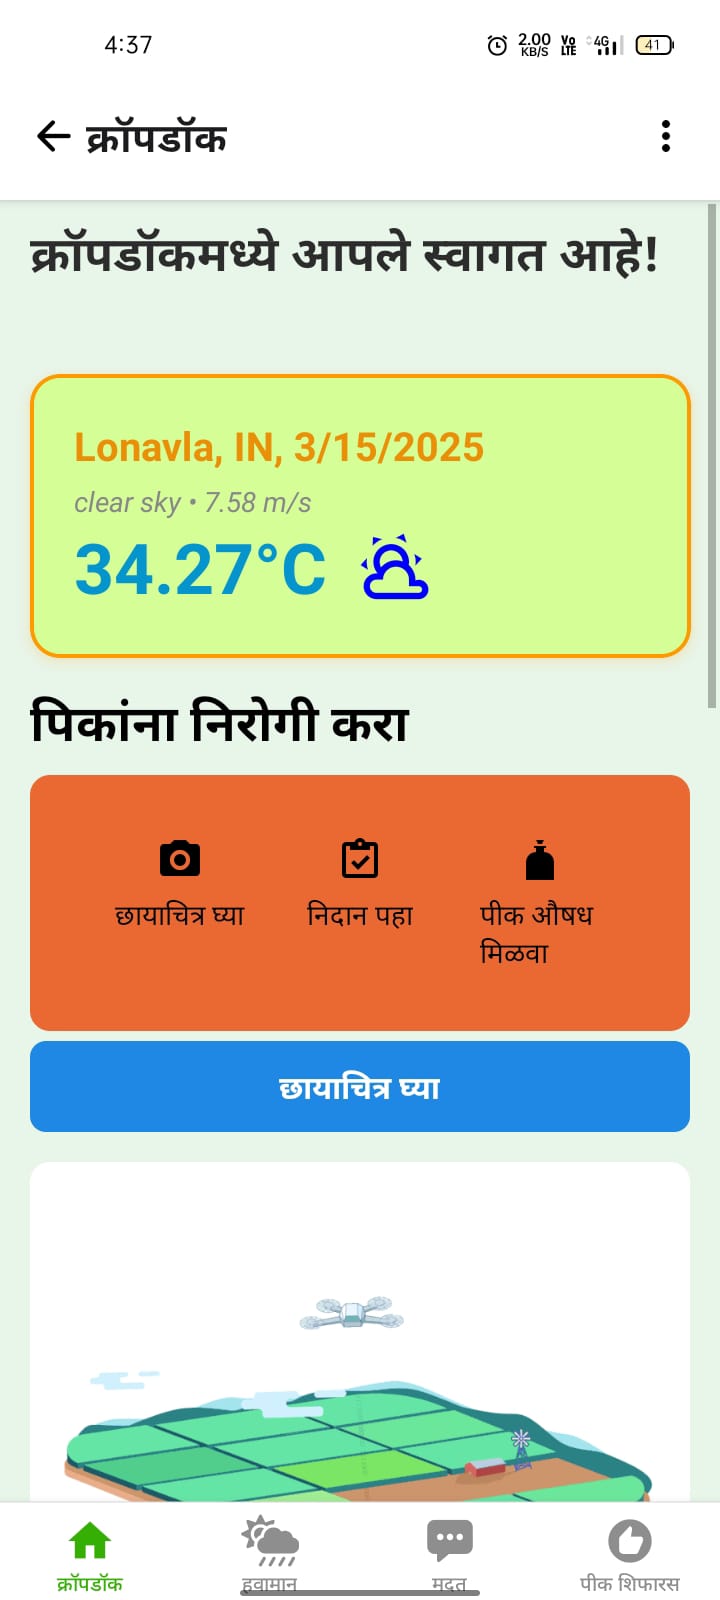 4:37
2.00
KB/S
Vo
LTE
4G
41
क्रॉपडॉक
क्रॉपडॉकमध्ये आपले स्वागत आहे!
Lonavla, IN, 3/15/2025
clear sky • 7.58 m/s
34.27°C
पिकांना निरोगी करा
छायाचित्र घ्या
निदान पहा
पीक औषध
मिळवा
छायाचित्र घ्या
क्रॉपडॉक
हवामान
मदत
पीक शिफारस